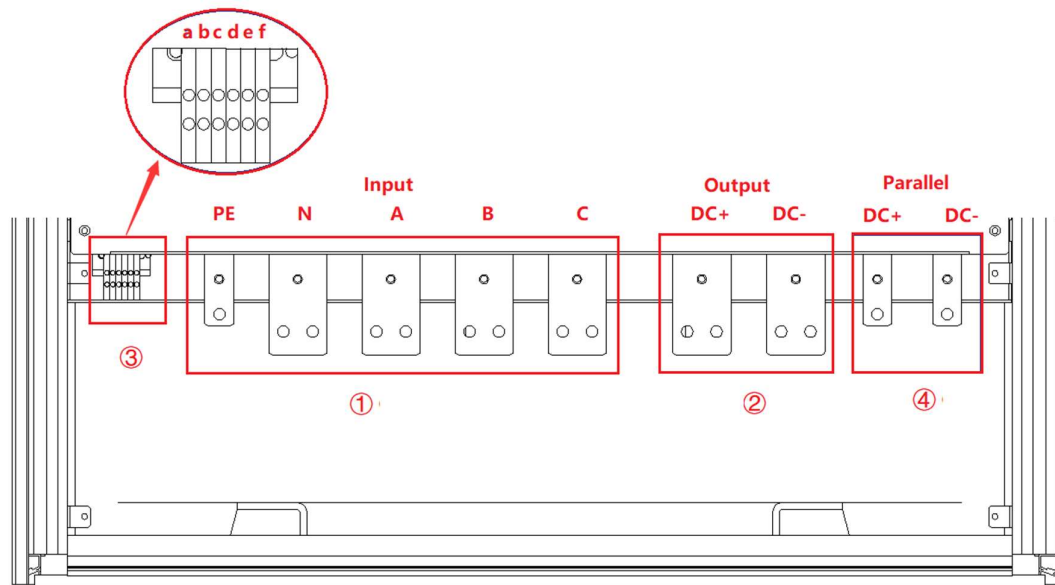 a b c d e f
Input
Output
Parallel
PE N A B C
DC+ DC-
DC+ DC-
③
①
②
④